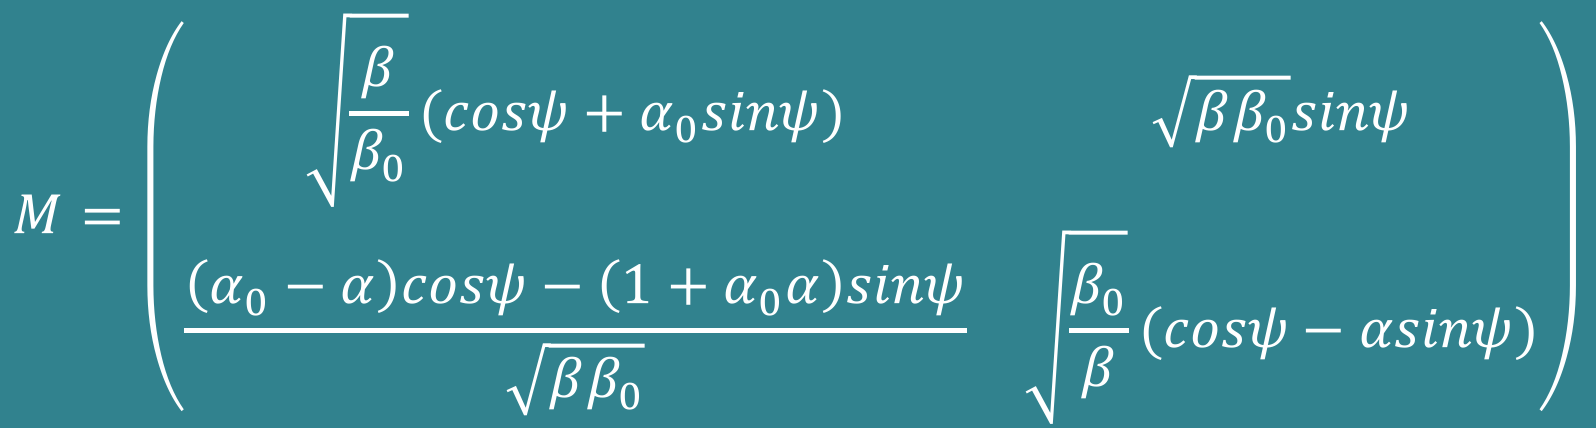 M = ( √(β/β₀) (cosψ + α₀sinψ) √(ββ₀) sinψ
((α₀ − α)cosψ − (1 + α₀α)sinψ)/√(ββ₀) √(β₀/β) (cosψ − αsinψ) )